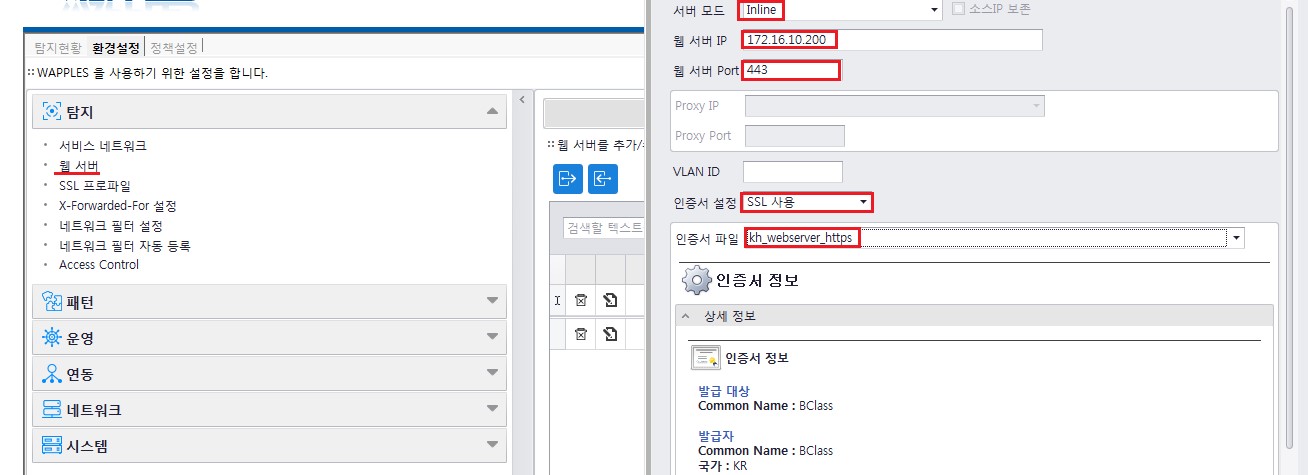 탐지현황 환경설정 정책설정
:: WAPPLES 을 사용하기 위한 설정을 합니다.
탐지
서비스 네트워크
웹 서버
SSL 프로파일
X-Forwarded-For 설정
네트워크 필터 설정
네트워크 필터 자동 등록
Access Control
패턴
운영
연동
네트워크
시스템
:: 웹 서버를 추가/
검색할 텍스트
서버 모드 Inline 소스IP 보존
웹 서버 IP 172.16.10.200
웹 서버 Port 443
Proxy IP
Proxy Port
VLAN ID
인증서 설정 SSL 사용
인증서 파일 kh_webserver_https
인증서 정보
상세 정보
인증서 정보
발급 대상
Common Name : BClass
발급자
Common Name : BClass
국가 : KR